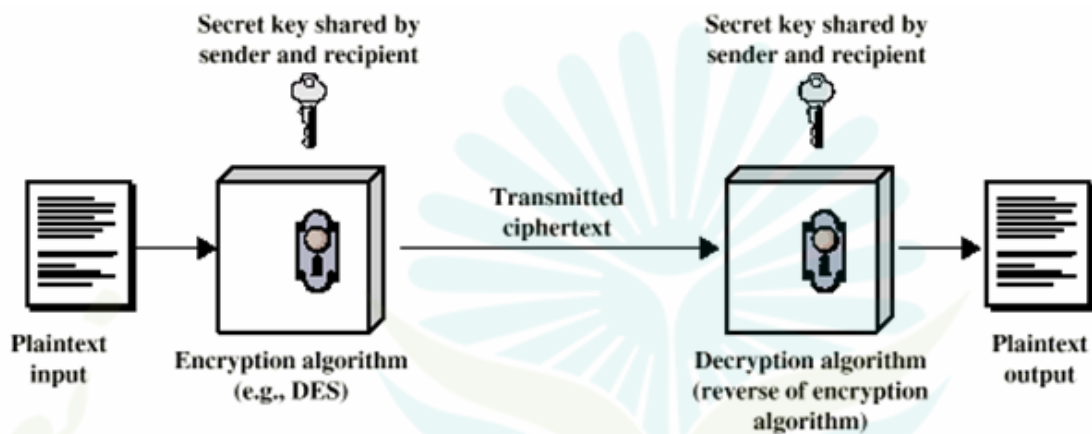 Secret key shared by
sender and recipient
Secret key shared by
sender and recipient
Transmitted
ciphertext
Plaintext
input
Encryption algorithm
(e.g., DES)
Decryption algorithm
(reverse of encryption
algorithm)
Plaintext
output